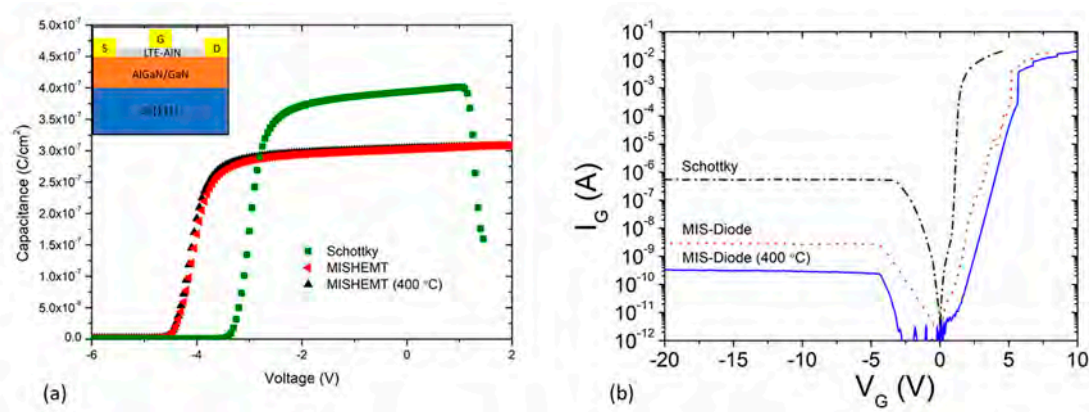 5.0x10⁻⁷
4.5x10⁻⁷
4.0x10⁻⁷
3.5x10⁻⁷
3.0x10⁻⁷
2.5x10⁻⁷
2.0x10⁻⁷
1.5x10⁻⁷
1.0x10⁻⁷
5.0x10⁻⁸
0.0
Capacitance (C/cm²)
G
S
D
LTE-AlN
AlGaN/GaN
Schottky
MISHEMT
MISHEMT (400 °C)
-6
-4
-2
0
2
Voltage (V)
(a)
10⁻¹
10⁻²
10⁻³
10⁻⁴
10⁻⁵
10⁻⁶
10⁻⁷
10⁻⁸
10⁻⁹
10⁻¹⁰
10⁻¹¹
10⁻¹²
I_G (A)
Schottky
MIS-Diode
MIS-Diode (400 °C)
-20
-15
-10
-5
0
5
10
V_G (V)
(b)